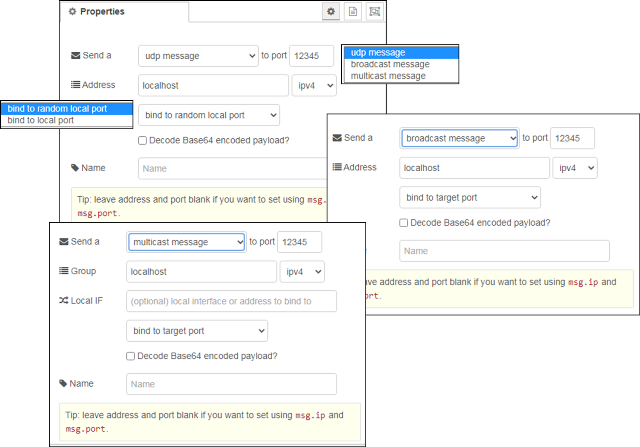 Properties
Send a udp message to port 12345
Address localhost ipv4
bind to random local port
Decode Base64 encoded payload?
Name Name
Tip: leave address and port blank if you want to set using msg.
msg.port.
udp message
broadcast message
multicast message
bind to random local port
bind to local port
Send a broadcast message to port 12345
Address localhost ipv4
bind to target port
Decode Base64 encoded payload?
Name
leave address and port blank if you want to set using msg.ip and
Send a multicast message to port 12345
Group localhost ipv4
Local IF (optional) local interface or address to bind to
bind to target port
Decode Base64 encoded payload?
Name Name
Tip: leave address and port blank if you want to set using msg.ip and
msg.port.